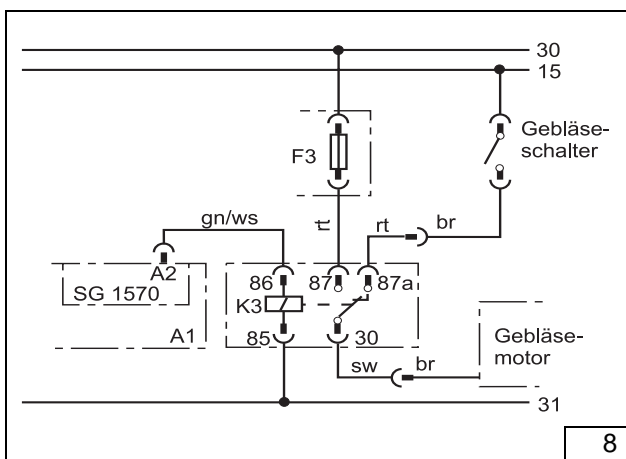 30
15
F3
Gebläse-
schalter
gn/ws
rt
rt
br
A2
SG 1570
A1
86
87
87a
K3
85
30
sw
br
Gebläse-
motor
31
8